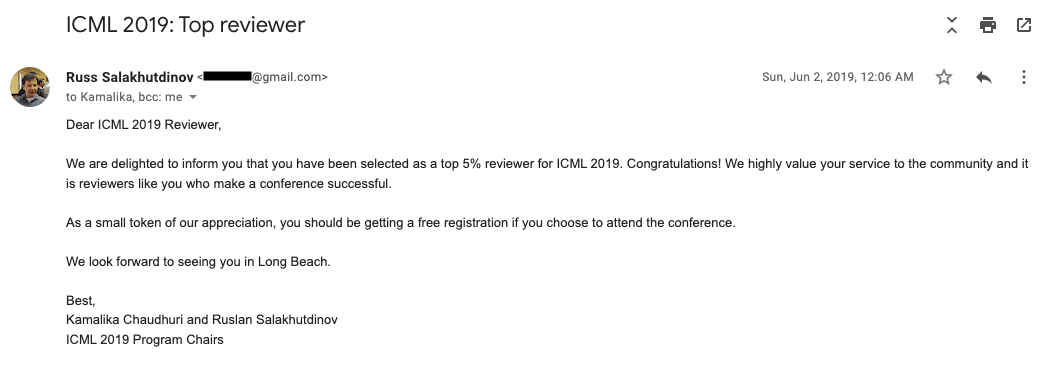 ICML 2019: Top reviewer
Russ Salakhutdinov < @gmail.com>
Sun, Jun 2, 2019, 12:06 AM
to Kamalika, bcc: me
Dear ICML 2019 Reviewer,
We are delighted to inform you that you have been selected as a top 5% reviewer for ICML 2019. Congratulations! We highly value your service to the community and it
is reviewers like you who make a conference successful.
As a small token of our appreciation, you should be getting a free registration if you choose to attend the conference.
We look forward to seeing you in Long Beach.
Best,
Kamalika Chaudhuri and Ruslan Salakhutdinov
ICML 2019 Program Chairs